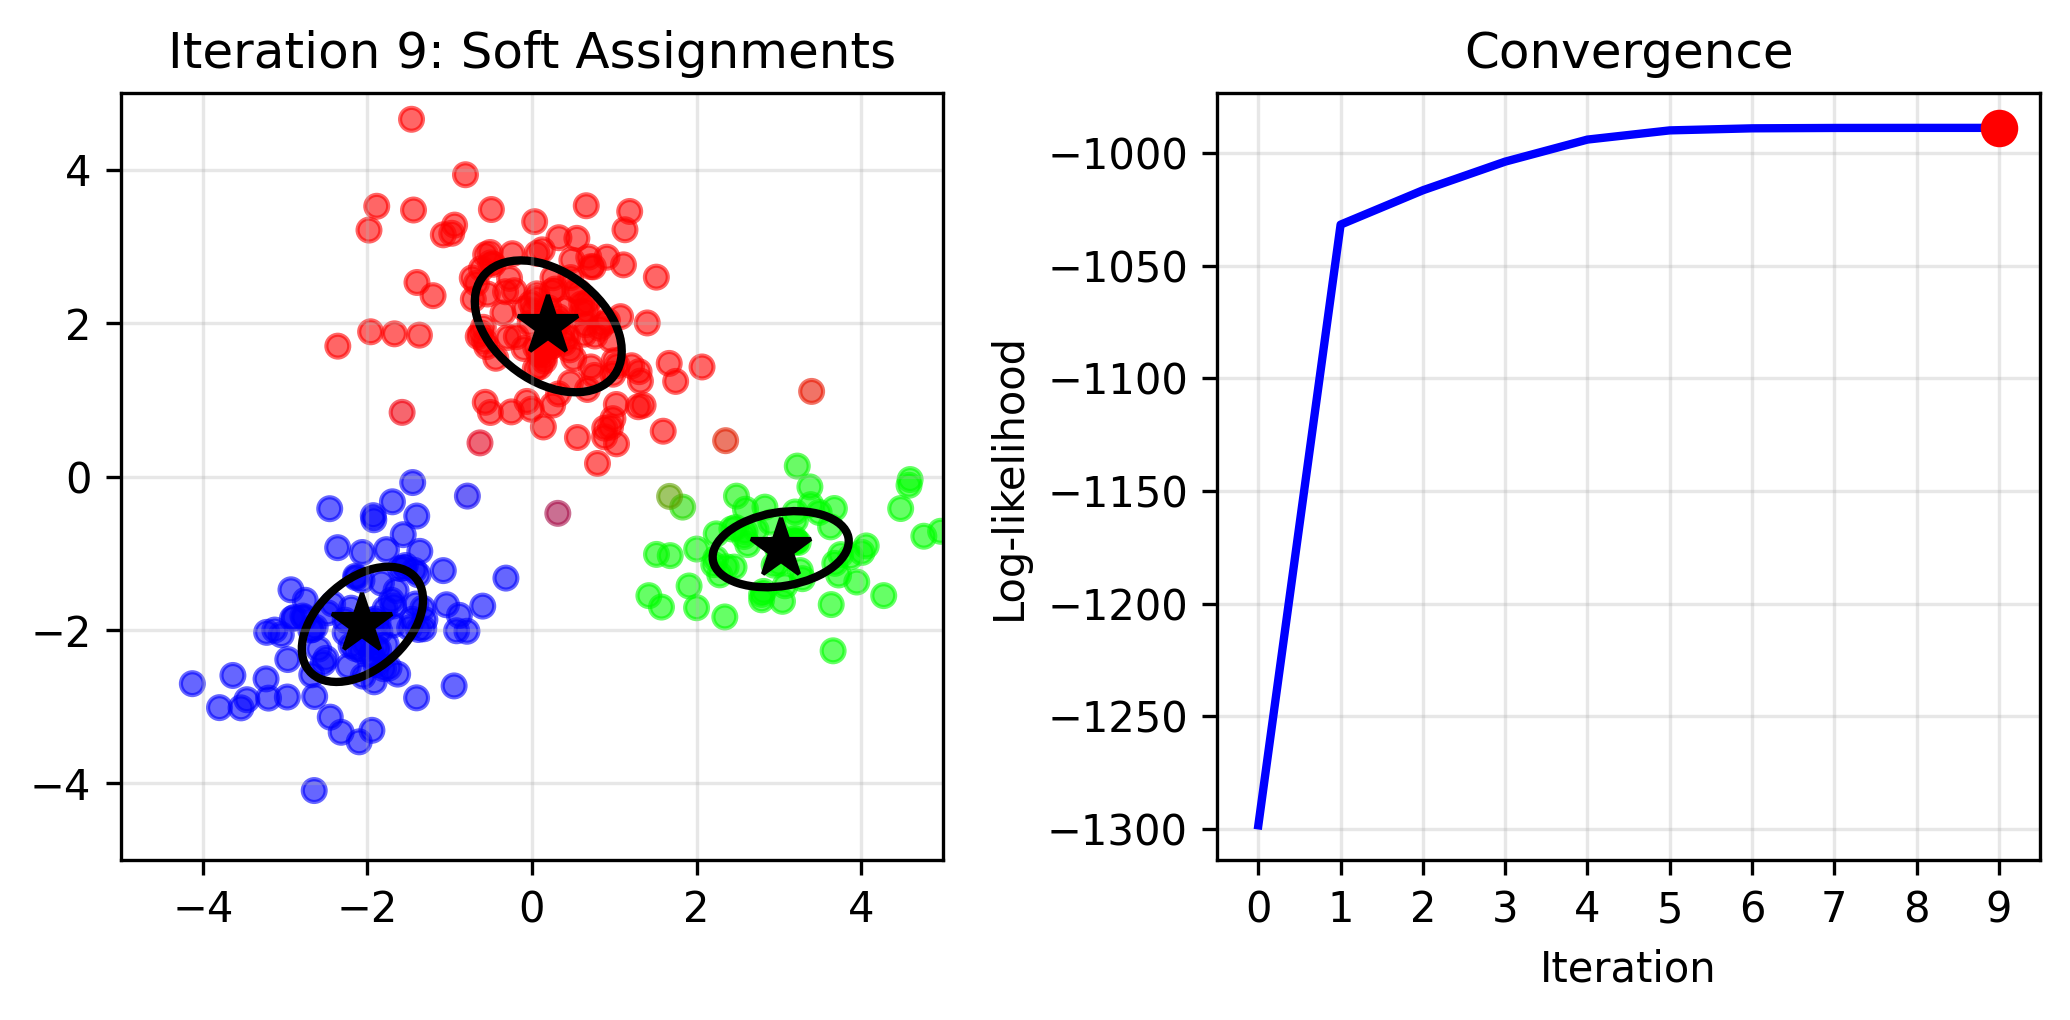 Iteration 9: Soft Assignments
4
2
0
−2
−4
−4 −2 0 2 4
Convergence
Log-likelihood
−1000
−1050
−1100
−1150
−1200
−1250
−1300
0 1 2 3 4 5 6 7 8 9
Iteration